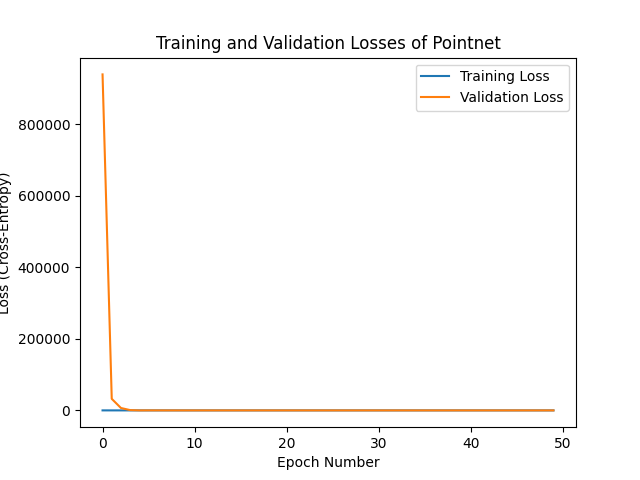 Training and Validation Losses of Pointnet
Training Loss
Validation Loss
800000
600000
400000
200000
0
Loss (Cross-Entropy)
0 10 20 30 40 50
Epoch Number